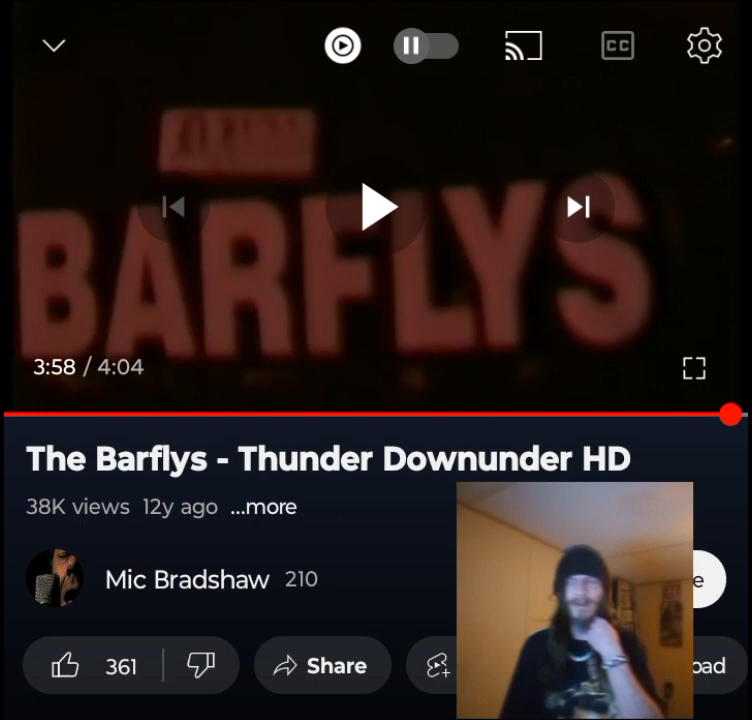 BARFLYS
3:58 / 4:04
The Barflys - Thunder Downunder HD
38K views 12y ago ...more
Mic Bradshaw 210
e
361 Share oad